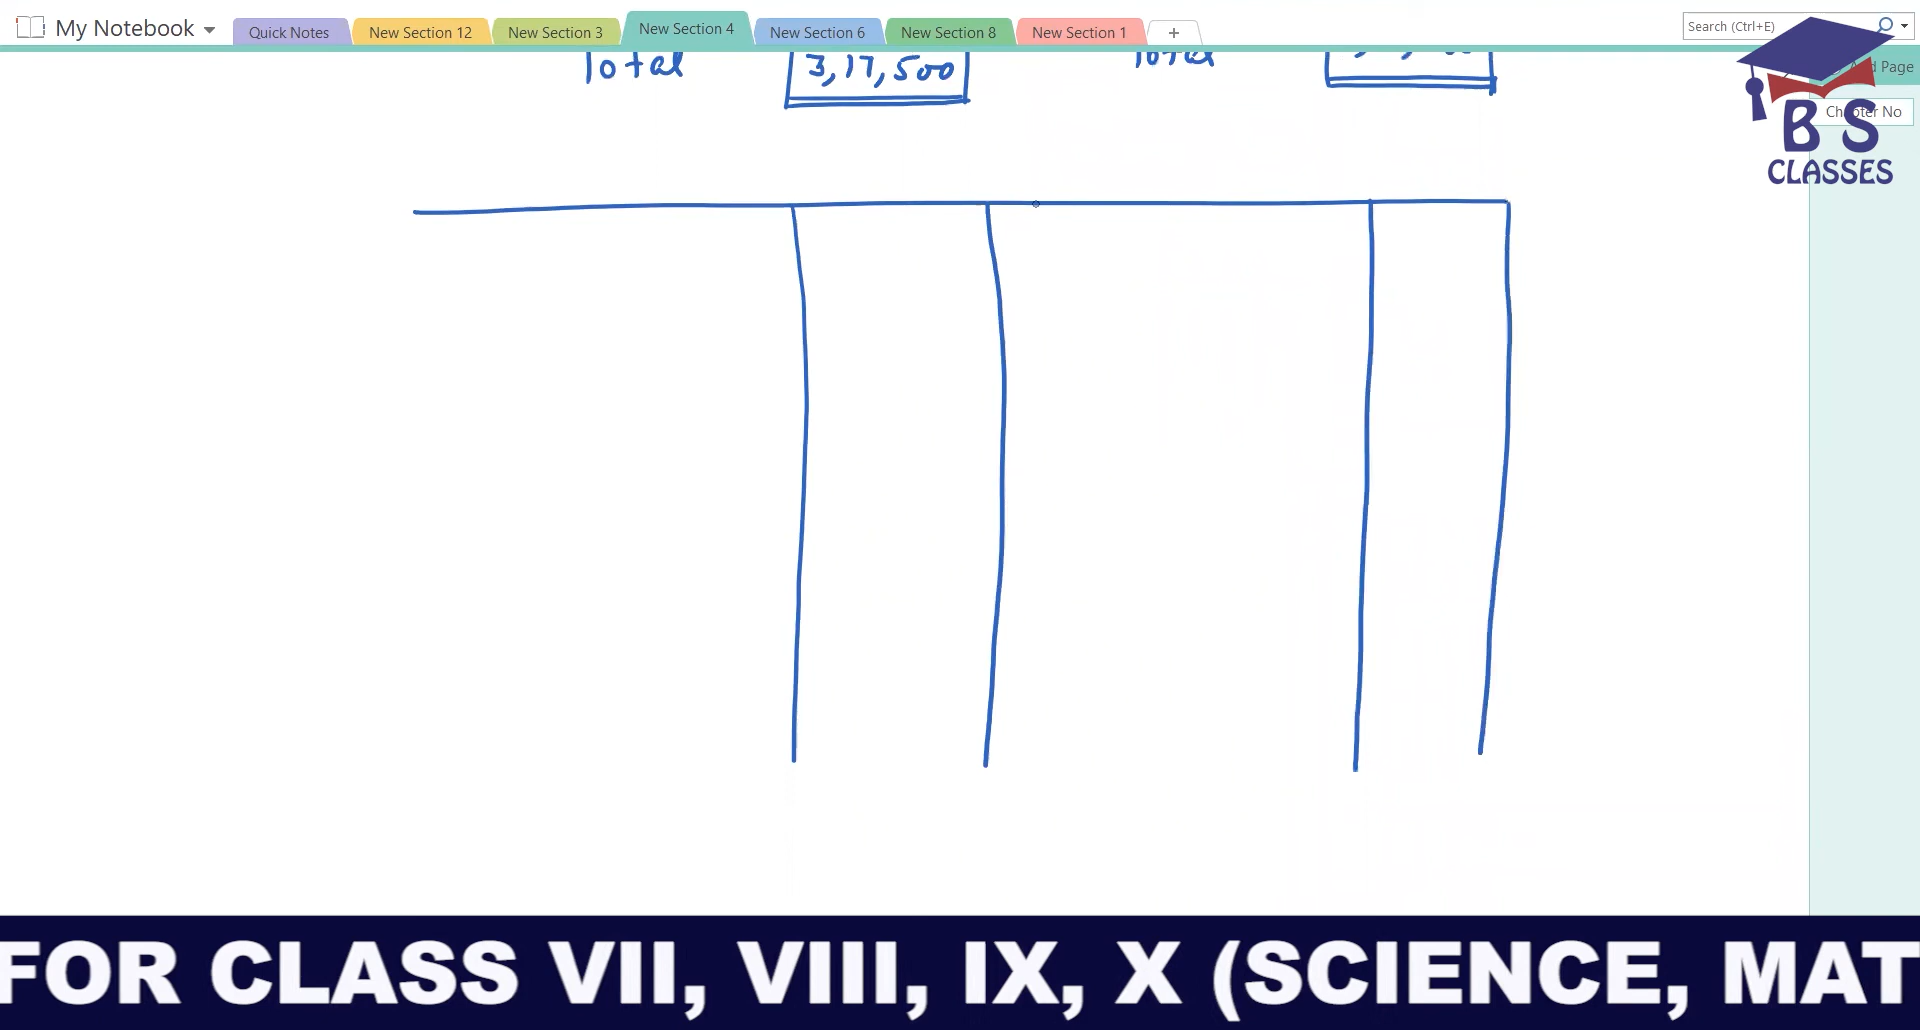 My Notebook
Quick Notes
New Section 12
New Section 3
New Section 4
New Section 6
New Section 8
New Section 1
+
Search (Ctrl+E)
Page
Total
3,17,500
Total
No
B S
CLASSES
FOR CLASS VII, VIII, IX, X (SCIENCE, MAT